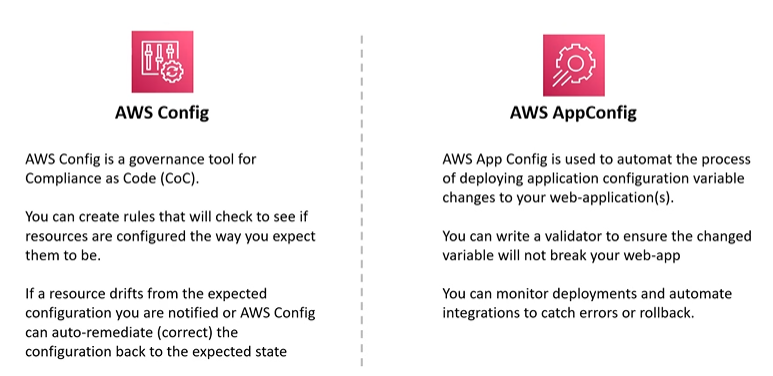 AWS Config
AWS Config is a governance tool for
Compliance as Code (CoC).
You can create rules that will check to see if
resources are configured the way you expect
them to be.
If a resource drifts from the expected
configuration you are notified or AWS Config
can auto-remediate (correct) the
configuration back to the expected state
AWS AppConfig
AWS App Config is used to automat the process
of deploying application configuration variable
changes to your web-application(s).
You can write a validator to ensure the changed
variable will not break your web-app
You can monitor deployments and automate
integrations to catch errors or rollback.